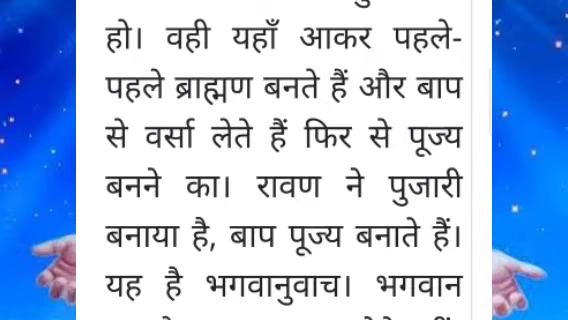 हो। वही यहाँ आकर पहले-
पहले ब्राह्मण बनते हैं और बाप
से वर्सा लेते हैं फिर से पूज्य
बनने का। रावण ने पुजारी
बनाया है, बाप पूज्य बनाते हैं।
यह है भगवानुवाच। भगवान